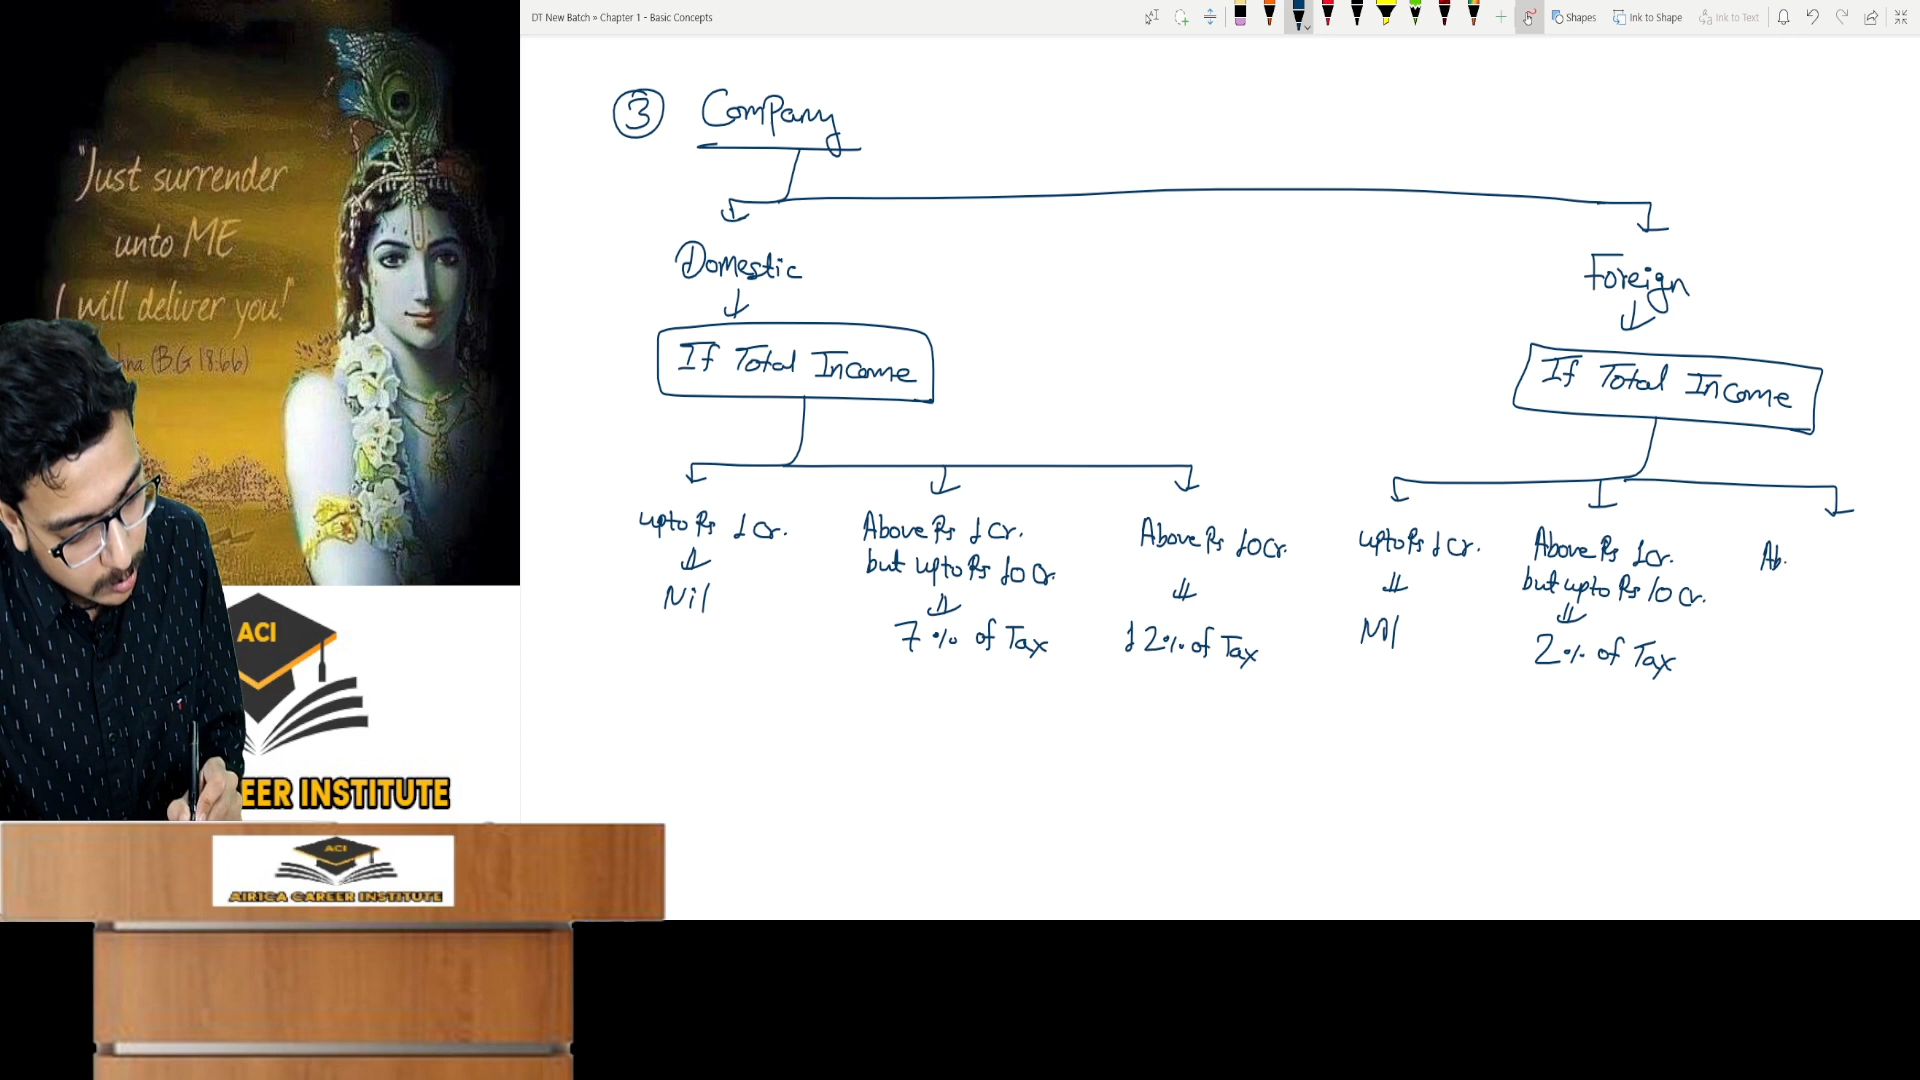 DT New Batch » Chapter 1 - Basic Concepts
Shapes
Ink to Shape
Ink to Text
"Just surrender
unto ME
I will deliver you!"
(B.G 18:66)
ACI
EER INSTITUTE
ACI
AIRICA CAREER INSTITUTE
③ Company
Domestic
If Total Income
upto Rs 1 Cr.
Nil
Above Rs 1 Cr.
but upto Rs 10 Cr.
7% of Tax
Above Rs 10 Cr.
12% of Tax
Foreign
If Total Income
upto Rs 1 Cr.
Nil
Above Rs 1 Cr.
but upto Rs 10 Cr.
2% of Tax
Ab.